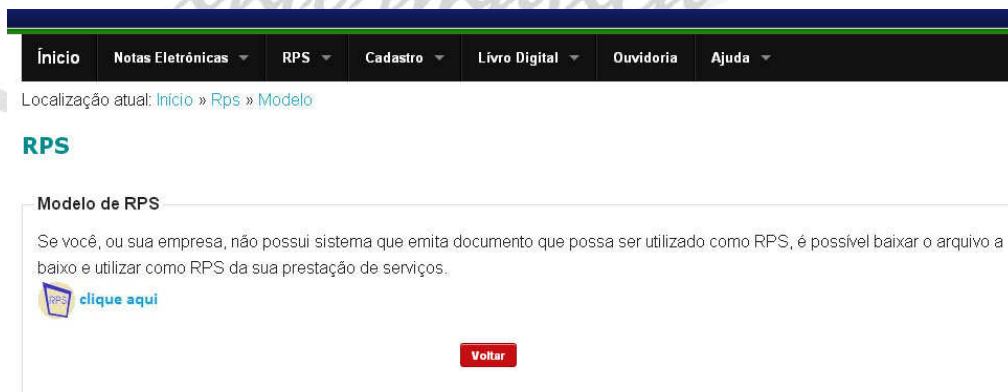 Ínicio Notas Eletrônicas RPS Cadastro Lívro Digital Ouvidoria Ajuda
Localização atual: Início » Rps » Modelo
RPS
Modelo de RPS
Se você, ou sua empresa, não possui sistema que emita documento que possa ser utilizado como RPS, é possível baixar o arquivo a
baixo e utilizar como RPS da sua prestação de serviços.
RPS clique aqui
Voltar